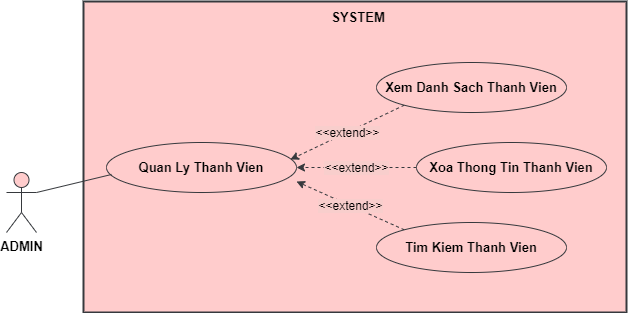 SYSTEM
Xem Danh Sach Thanh Vien
<<extend>>
Quan Ly Thanh Vien
<<extend>>
Xoa Thong Tin Thanh Vien
<<extend>>
Tim Kiem Thanh Vien
ADMIN